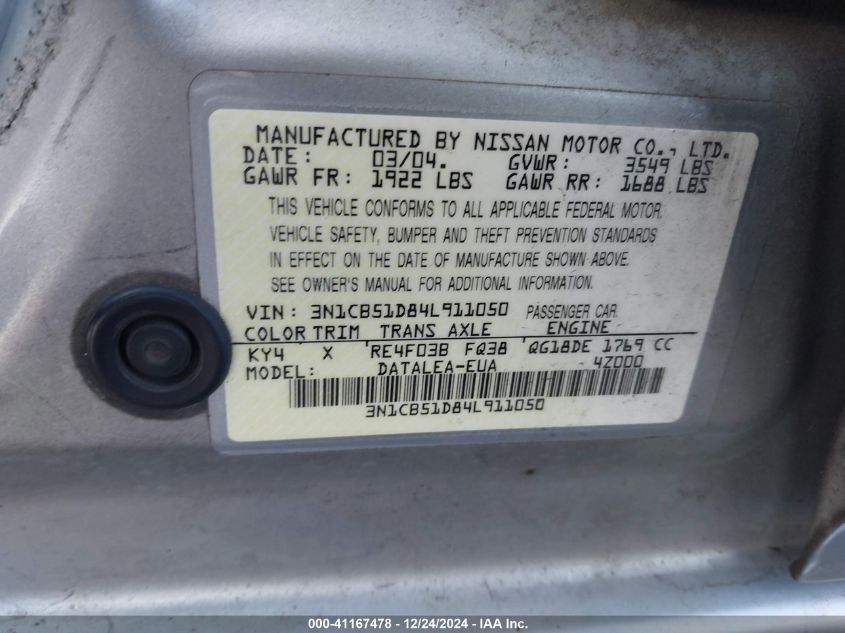 MANUFACTURED BY NISSAN MOTOR CO., LTD.
DATE: 03/04. GVWR: 3549 LBS
GAWR FR: 1922 LBS GAWR RR: 1688 LBS
THIS VEHICLE CONFORMS TO ALL APPLICABLE FEDERAL MOTOR
VEHICLE SAFETY, BUMPER AND THEFT PREVENTION STANDARDS
IN EFFECT ON THE DATE OF MANUFACTURE SHOWN ABOVE.
SEE OWNER'S MANUAL FOR ADDITIONAL INFORMATION.
VIN: 3N1CB51D84L911050 PASSENGER CAR
COLOR TRIM TRANS AXLE ENGINE
KY4 X RE4F03B FQ38 QG18DE 1769 CC
MODEL: DATALEA-EUA -4Z000
3N1CB51D84L911050
000-41167478 - 12/24/2024 - IAA Inc.